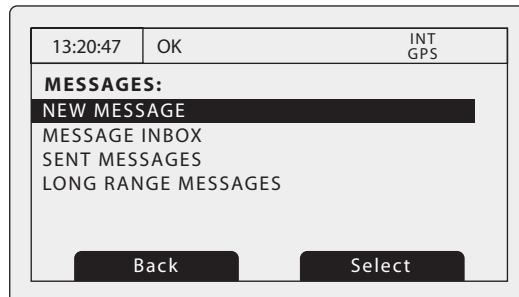 13:20:47 OK INT
GPS
MESSAGES:
NEW MESSAGE
MESSAGE INBOX
SENT MESSAGES
LONG RANGE MESSAGES
Back Select